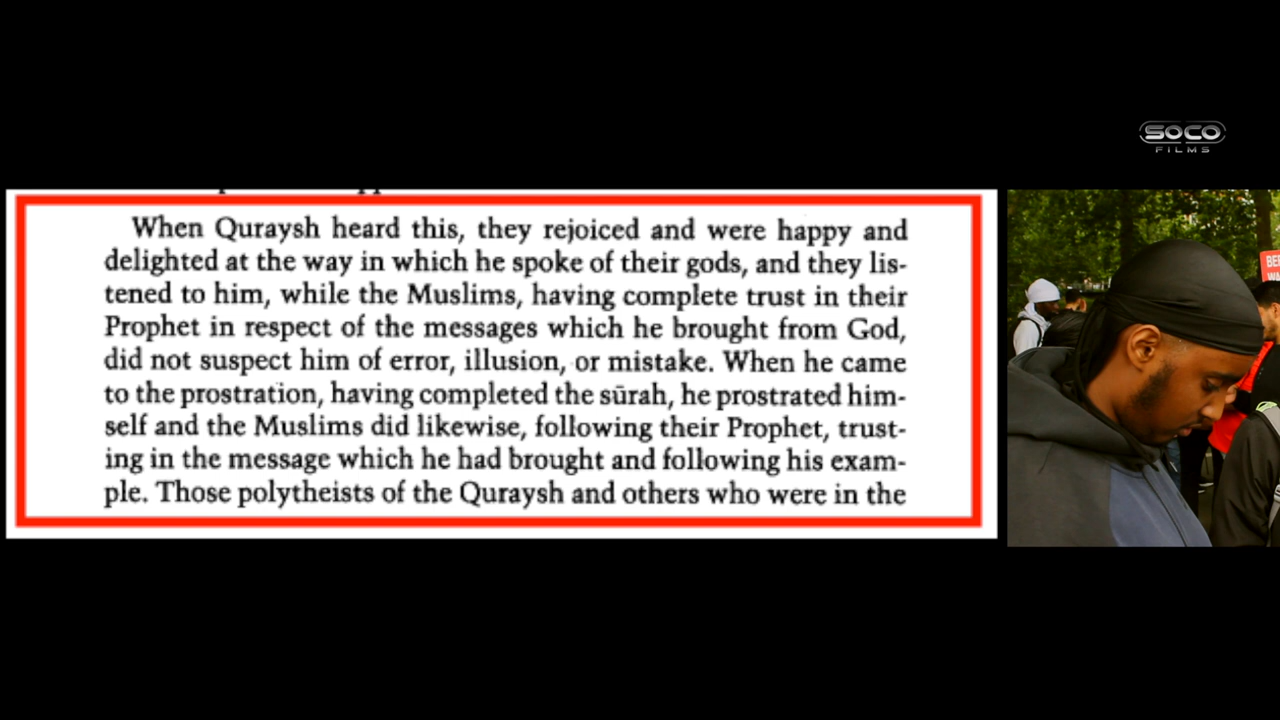 When Quraysh heard this, they rejoiced and were happy and
delighted at the way in which he spoke of their gods, and they lis-
tened to him, while the Muslims, having complete trust in their
Prophet in respect of the messages which he brought from God,
did not suspect him of error, illusion, or mistake. When he came
to the prostration, having completed the sūrah, he prostrated him-
self and the Muslims did likewise, following their Prophet, trust-
ing in the message which he had brought and following his exam-
ple. Those polytheists of the Quraysh and others who were in the
SOCO
FILMS